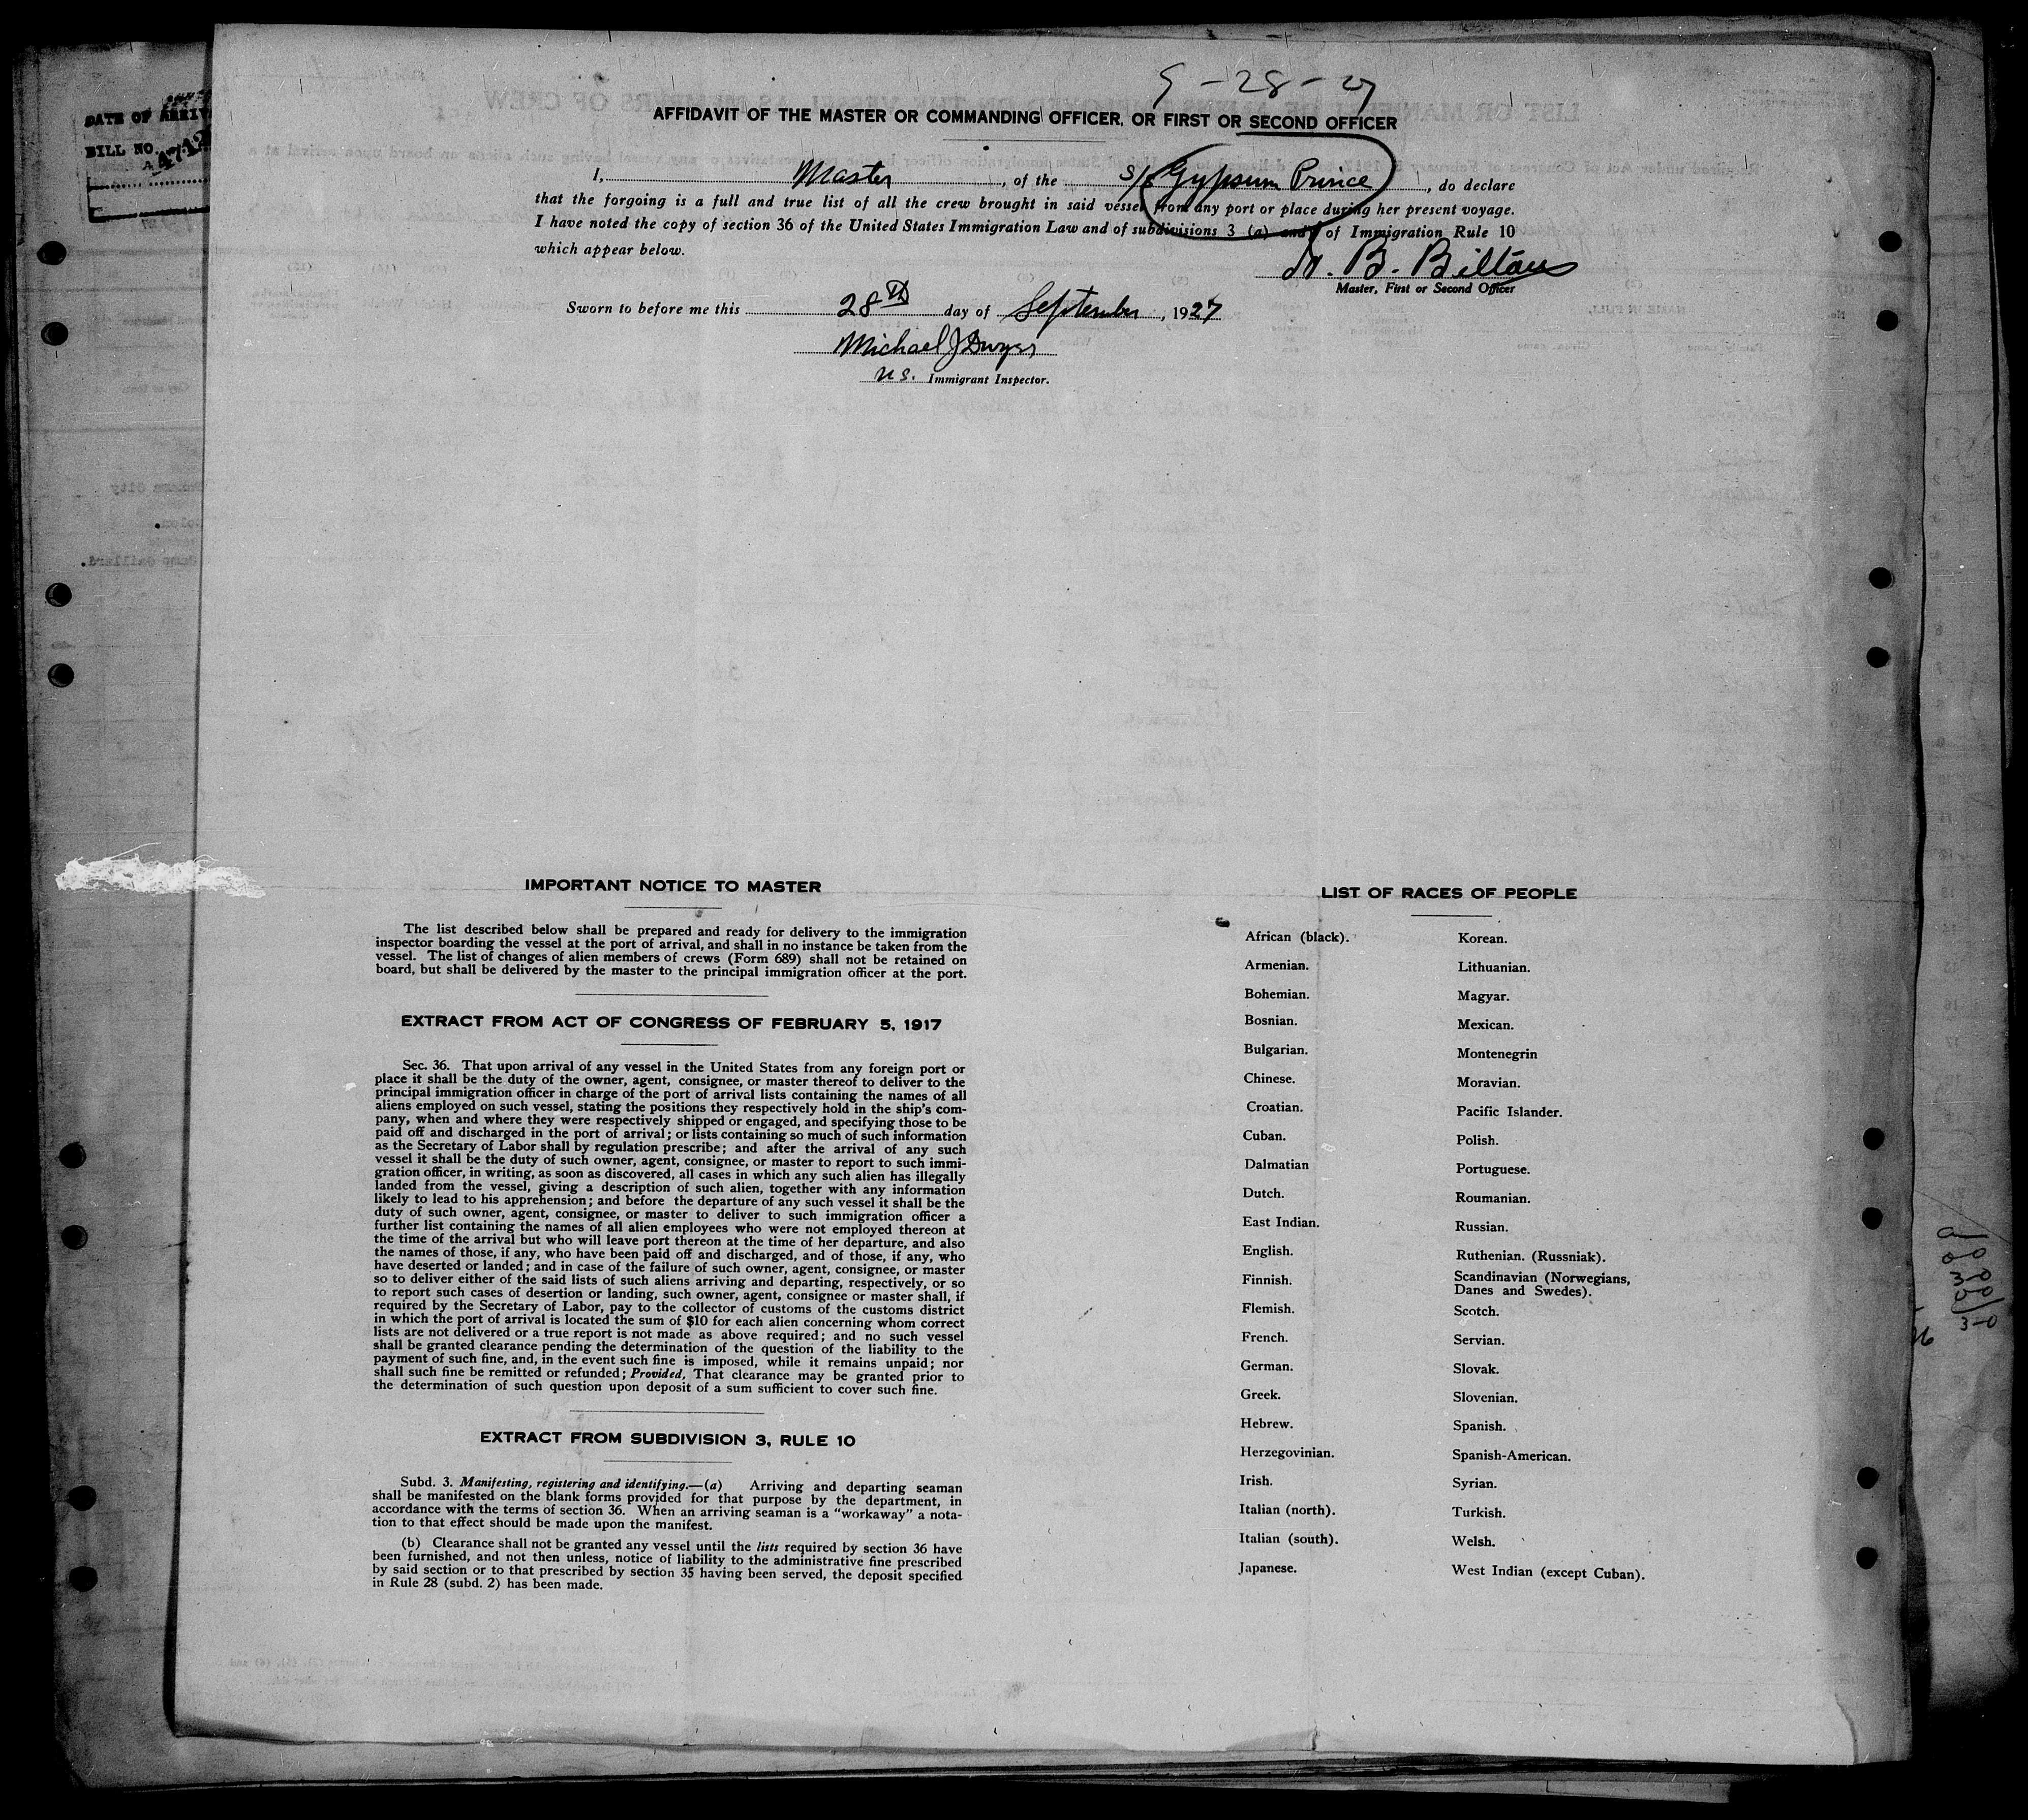 9-28-27
AFFIDAVIT OF THE MASTER OR COMMANDING OFFICER, OR FIRST OR SECOND OFFICER
DATE OF ARRIV
BILL NO.
I, Master, of the S/S Gypsum Prince, do declare
that the forgoing is a full and true list of all the crew brought in said vessel from any port or place during her present voyage.
I have noted the copy of section 36 of the United States Immigration Law and of subdivisions 3 (a) and of Immigration Rule 10
which appear below.
B. Biltau
Master, First or Second Officer
Sworn to before me this 28th day of September, 1927
Michael J Dwyer
U.S. Immigrant Inspector.
IMPORTANT NOTICE TO MASTER
The list described below shall be prepared and ready for delivery to the immigration
inspector boarding the vessel at the port of arrival, and shall in no instance be taken from the
vessel. The list of changes of alien members of crews (Form 689) shall not be retained on
board, but shall be delivered by the master to the principal immigration officer at the port.
EXTRACT FROM ACT OF CONGRESS OF FEBRUARY 5, 1917
Sec. 36. That upon arrival of any vessel in the United States from any foreign port or
place it shall be the duty of the owner, agent, consignee, or master thereof to deliver to the
principal immigration officer in charge of the port of arrival lists containing the names of all
aliens employed on such vessel, stating the positions they respectively hold in the ship's com-
pany, when and where they were respectively shipped or engaged, and specifying those to be
paid off and discharged in the port of arrival; or lists containing so much of such information
as the Secretary of Labor shall by regulation prescribe; and after the arrival of any such
vessel it shall be the duty of such owner, agent, consignee, or master to report to such immi-
gration officer, in writing, as soon as discovered, all cases in which any such alien has illegally
landed from the vessel, giving a description of such alien, together with any information
likely to lead to his apprehension; and before the departure of any such vessel it shall be the
duty of such owner, agent, consignee, or master to deliver to such immigration officer a
further list containing the names of all alien employees who were not employed thereon at
the time of the arrival but who will leave port thereon at the time of her departure, and also
the names of those, if any, who have been paid off and discharged, and of those, if any, who
have deserted or landed; and in case of the failure of such owner, agent, consignee, or master
so to deliver either of the said lists of such aliens arriving and departing, respectively, or so
to report such cases of desertion or landing, such owner, agent, consignee or master shall, if
required by the Secretary of Labor, pay to the collector of customs of the customs district
in which the port of arrival is located the sum of $10 for each alien concerning whom correct
lists are not delivered or a true report is not made as above required; and no such vessel
shall be granted clearance pending the determination of the question of the liability to the
payment of such fine, and, in the event such fine is imposed, while it remains unpaid; nor
shall such fine be remitted or refunded; Provided, That clearance may be granted prior to
the determination of such question upon deposit of a sum sufficient to cover such fine.
EXTRACT FROM SUBDIVISION 3, RULE 10
Subd. 3. Manifesting, registering and identifying.—(a) Arriving and departing seaman
shall be manifested on the blank forms provided for that purpose by the department, in
accordance with the terms of section 36. When an arriving seaman is a "workaway" a nota-
tion to that effect should be made upon the manifest.
(b) Clearance shall not be granted any vessel until the lists required by section 36 have
been furnished, and not then unless, notice of liability to the administrative fine prescribed
by said section or to that prescribed by section 35 having been served, the deposit specified
in Rule 28 (subd. 2) has been made.
LIST OF RACES OF PEOPLE
African (black).
Armenian.
Bohemian.
Bosnian.
Bulgarian.
Chinese.
Croatian.
Cuban.
Dalmatian
Dutch.
East Indian.
English.
Finnish.
Flemish.
French.
German.
Greek.
Hebrew.
Herzegovinian.
Irish.
Italian (north).
Italian (south).
Japanese.
Korean.
Lithuanian.
Magyar.
Mexican.
Montenegrin
Moravian.
Pacific Islander.
Polish.
Portuguese.
Roumanian.
Russian.
Ruthenian. (Russniak).
Scandinavian (Norwegians,
Danes and Swedes).
Scotch.
Servian.
Slovak.
Slovenian.
Spanish.
Spanish-American.
Syrian.
Turkish.
Welsh.
West Indian (except Cuban).